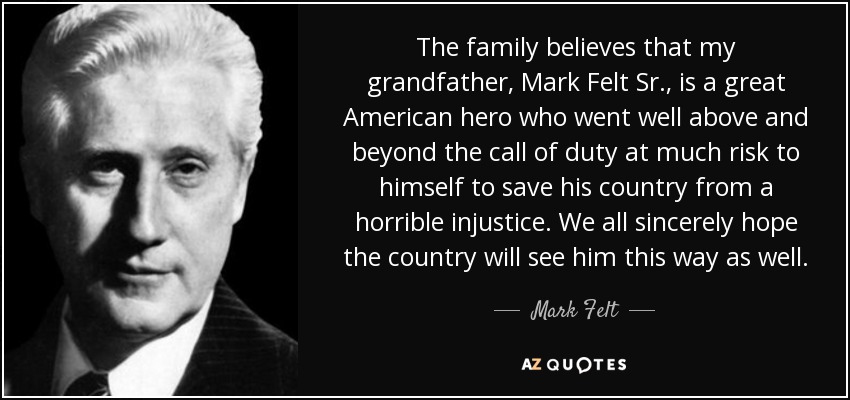 The family believes that my
grandfather, Mark Felt Sr., is a great
American hero who went well above and
beyond the call of duty at much risk to
himself to save his country from a
horrible injustice. We all sincerely hope
the country will see him this way as well.
Mark Felt
AZ QUOTES